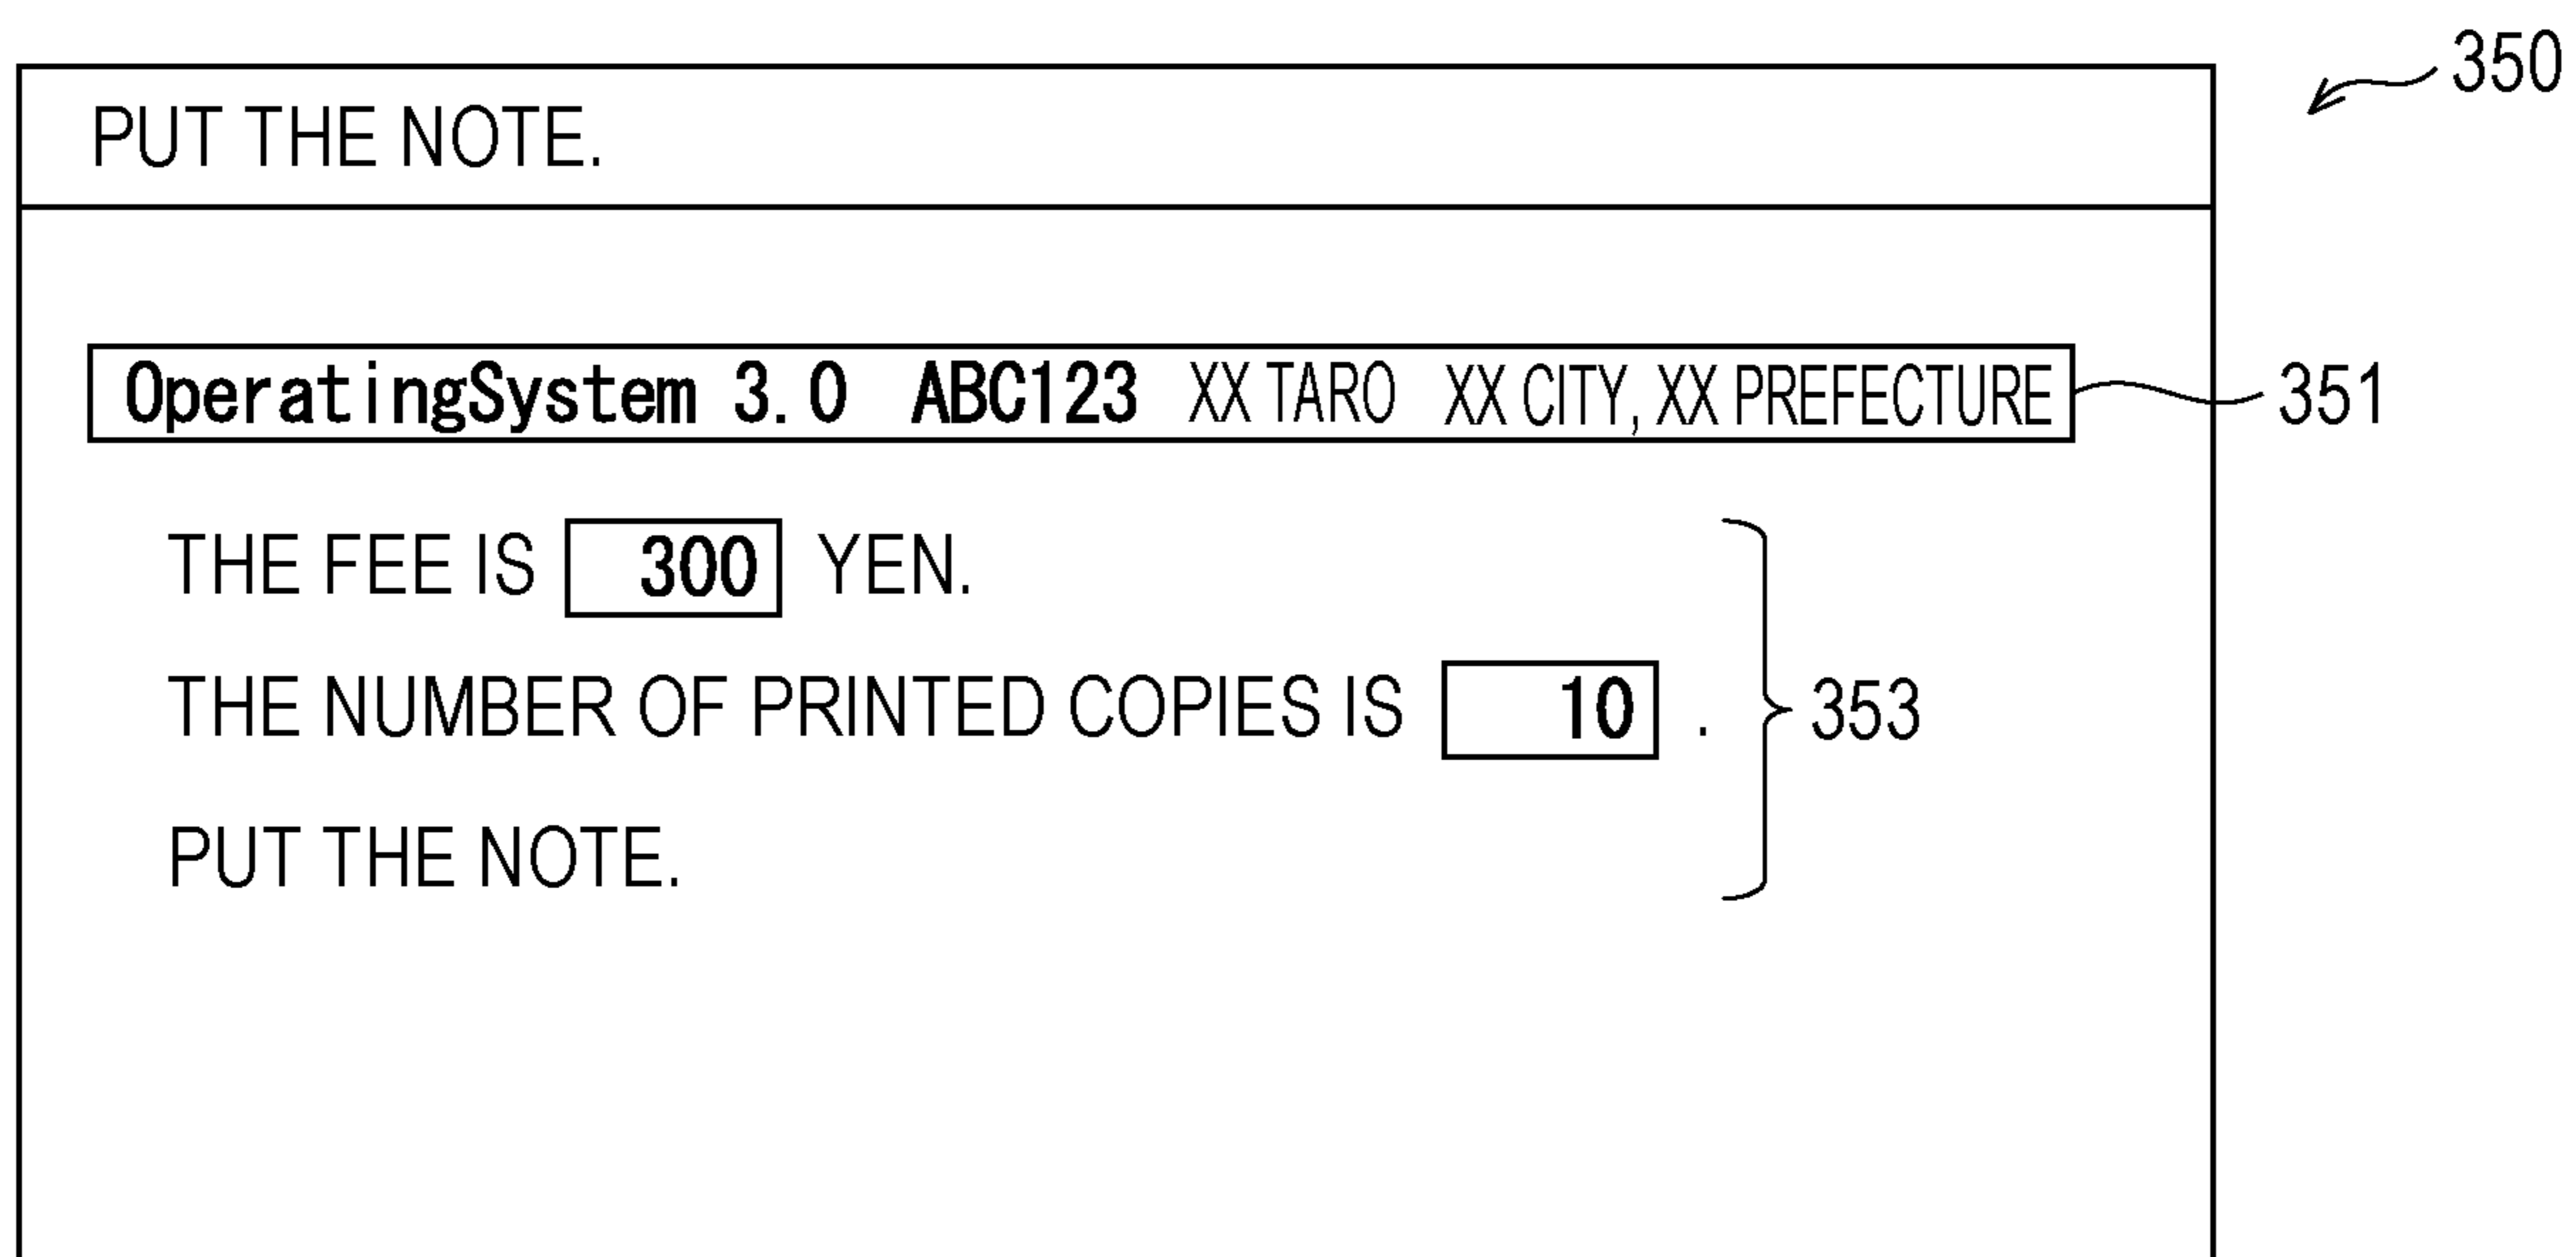 350
PUT THE NOTE.
OperatingSystem 3.0 ABC123 XX TARO XX CITY, XX PREFECTURE
351
THE FEE IS 300 YEN.
THE NUMBER OF PRINTED COPIES IS 10 .
353
PUT THE NOTE.